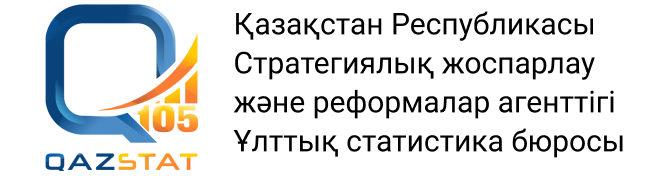 Қазақстан Республикасы
Стратегиялық жоспарлау
және реформалар агенттігі
Ұлттық статистика бюросы
105
QAZSTAT